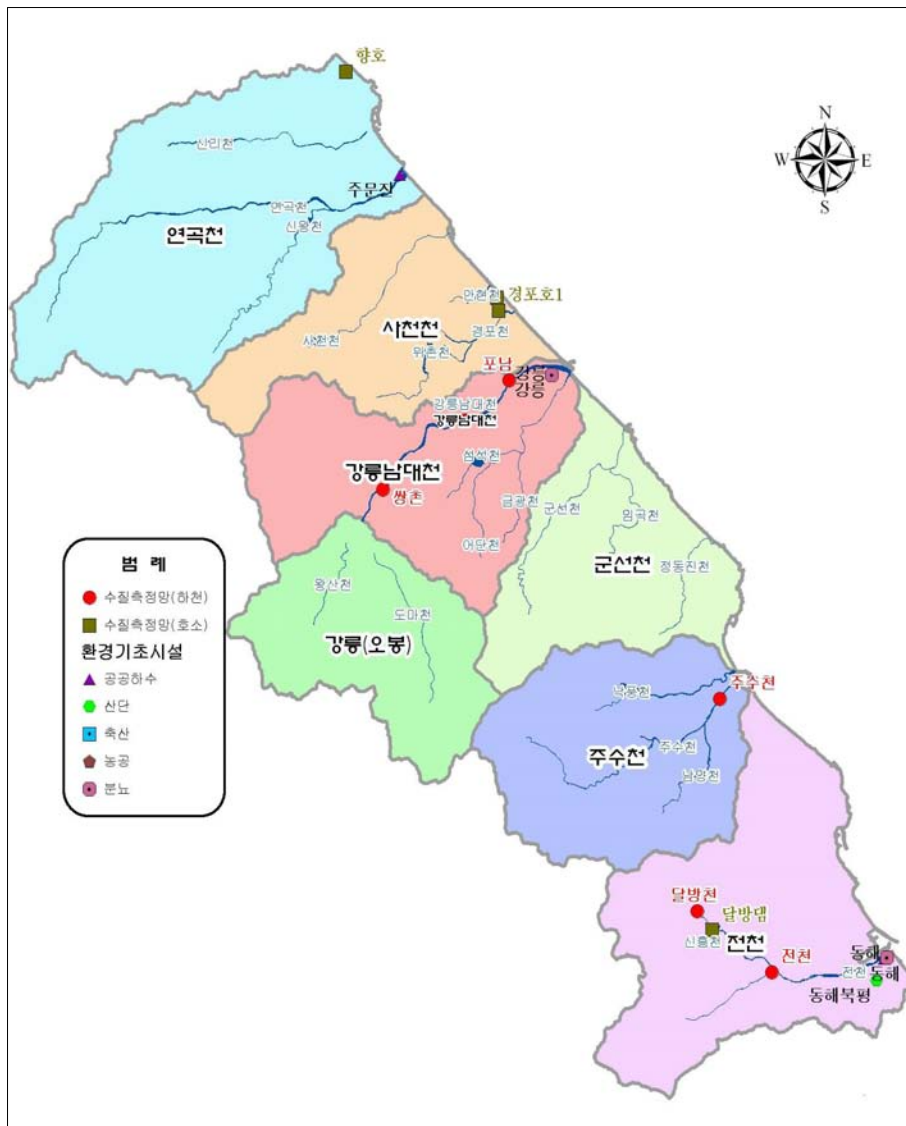 향호
N
W E
S
신리천
주문진
연곡천
신왕천
연곡천
경포호1
안현천
사천천
경포천
사천천
위촌천
포남
강릉
강릉
강릉남대천
강릉남대천
섬석천
강릉남대천
쌍촌
금광천
군선천
임곡천
어단천
군선천
정동진천
왕산천
도마천
강릉(오봉)
범 례
수질측정망(하천)
수질측정망(호소)
환경기초시설
공공하수
산단
축산
농공
분뇨
낙풍천
주수천
주수천
주수천
남양천
달방천
달방댐
신흥천
전천
전천
동해
전천
동해
동해북평